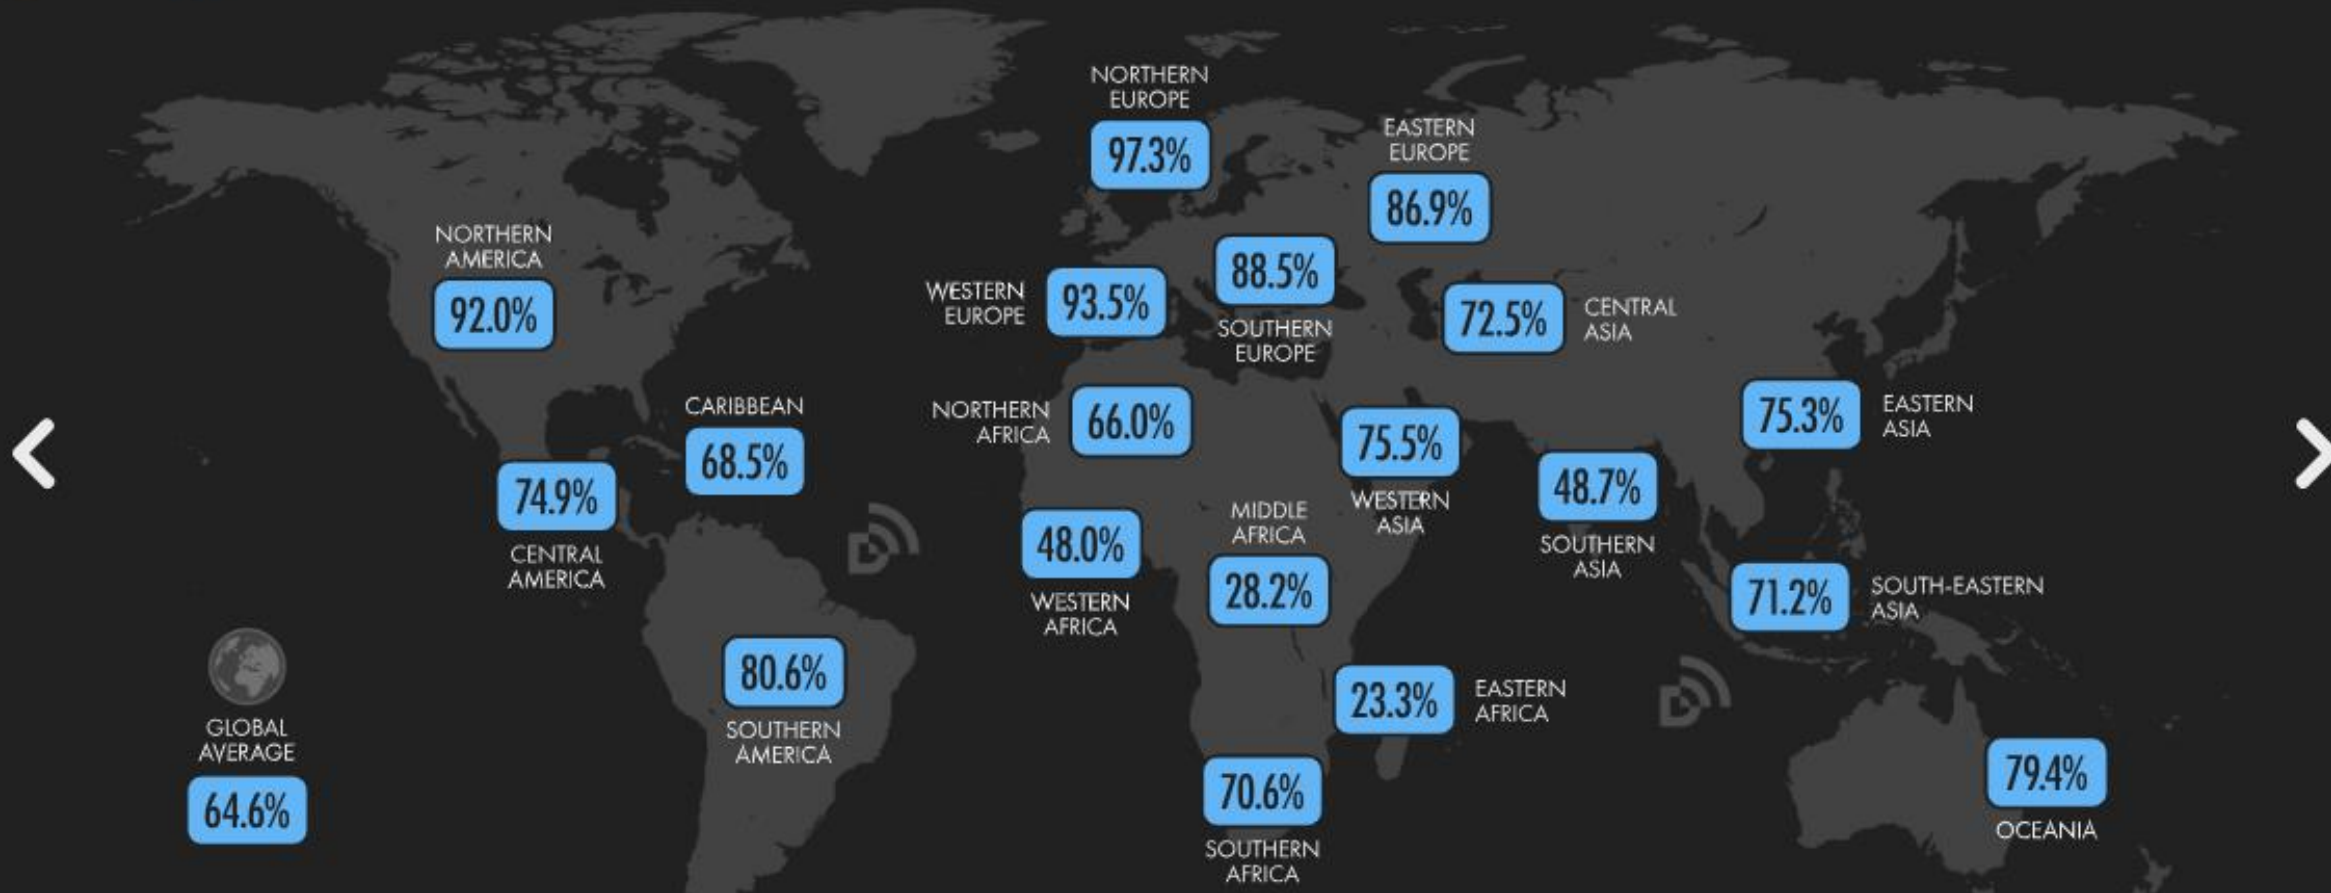 NORTHERN
EUROPE
97.3%
EASTERN
EUROPE
86.9%
NORTHERN
AMERICA
92.0%
WESTERN
EUROPE
93.5%
88.5%
SOUTHERN
EUROPE
72.5%
CENTRAL
ASIA
CARIBBEAN
68.5%
NORTHERN
AFRICA
66.0%
75.5%
WESTERN
ASIA
75.3%
EASTERN
ASIA
74.9%
CENTRAL
AMERICA
48.7%
SOUTHERN
ASIA
48.0%
WESTERN
AFRICA
MIDDLE
AFRICA
28.2%
71.2%
SOUTH-EASTERN
ASIA
80.6%
SOUTHERN
AMERICA
23.3%
EASTERN
AFRICA
GLOBAL
AVERAGE
64.6%
70.6%
SOUTHERN
AFRICA
79.4%
OCEANIA